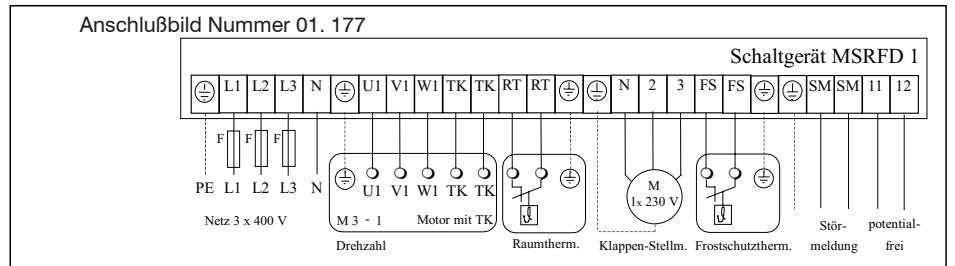 Anschlußbild Nummer 01. 177
Schaltgerät MSRFD 1
L1 L2 L3 N U1 V1 W1 TK TK RT RT N 2 3 FS FS SM SM 11 12
F F F
PE L1 L2 L3 N U1 V1 W1 TK TK M 1x 230 V
Netz 3 x 400 V M 3 - 1 Motor mit TK ϑ ϑ Stör- meldung potential- frei
Drehzahl Raumtherm. Klappen-Stellm. Frostschutztherm.